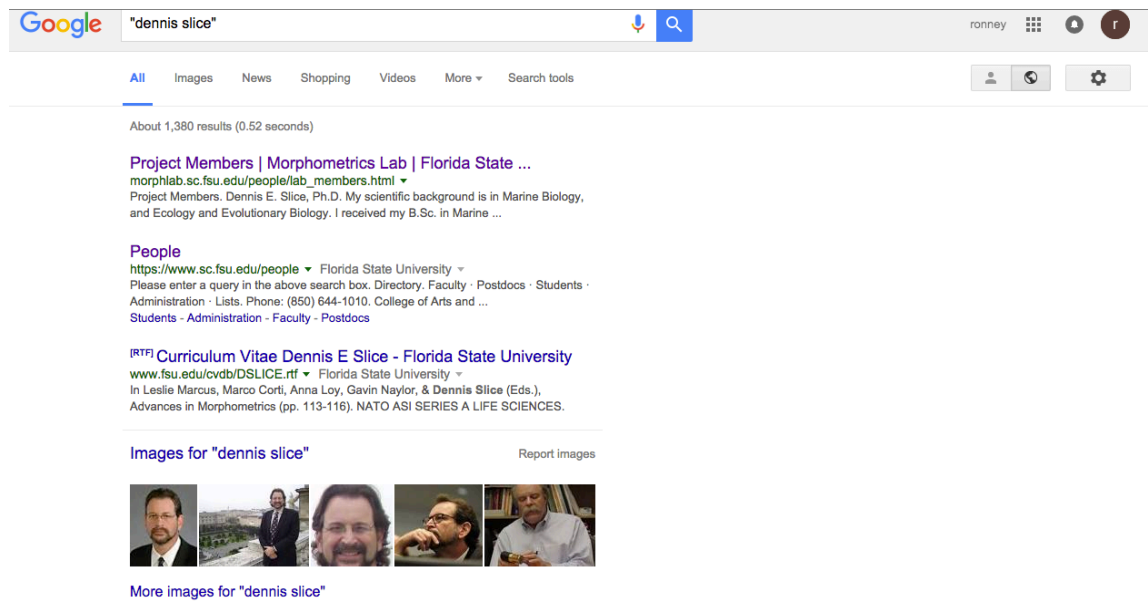 Google
"dennis slice"
ronney
r
All Images News Shopping Videos More Search tools
About 1,380 results (0.52 seconds)
Project Members | Morphometrics Lab | Florida State ...
morphlab.sc.fsu.edu/people/lab_members.html
Project Members. Dennis E. Slice, Ph.D. My scientific background is in Marine Biology,
and Ecology and Evolutionary Biology. I received my B.Sc. in Marine ...
People
https://www.sc.fsu.edu/people Florida State University
Please enter a query in the above search box. Directory. Faculty · Postdocs · Students ·
Administration · Lists. Phone: (850) 644-1010. College of Arts and ...
Students - Administration - Faculty - Postdocs
[RTF] Curriculum Vitae Dennis E Slice - Florida State University
www.fsu.edu/cvdb/DSLICE.rtf Florida State University
In Leslie Marcus, Marco Corti, Anna Loy, Gavin Naylor, & Dennis Slice (Eds.),
Advances in Morphometrics (pp. 113-116). NATO ASI SERIES A LIFE SCIENCES.
Images for "dennis slice" Report images
More images for "dennis slice"